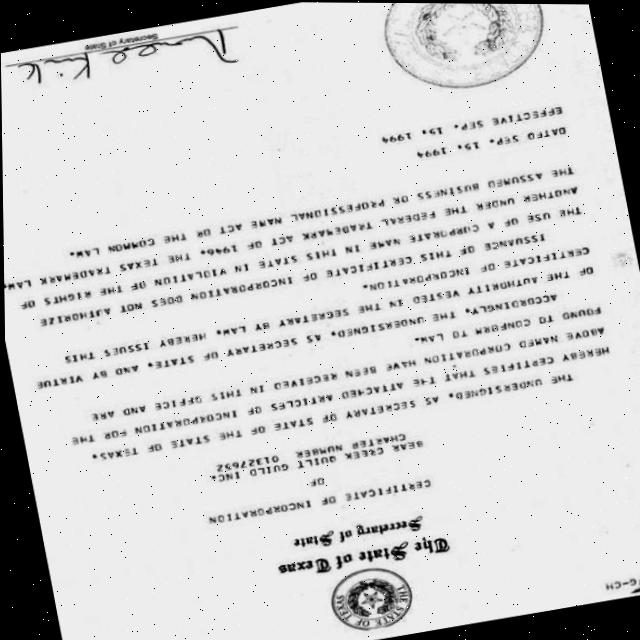 The State of Texas
Secretary of State
CERTIFICATE OF INCORPORATION
OF
BEAR CREEK QUILT GUILD INC.
CHARTER NUMBER 01327652
THE UNDERSIGNED, AS SECRETARY OF STATE OF THE STATE OF TEXAS,
HEREBY CERTIFIES THAT THE ATTACHED ARTICLES OF INCORPORATION FOR THE
ABOVE NAMED CORPORATION HAVE BEEN RECEIVED IN THIS OFFICE AND ARE
FOUND TO CONFORM TO LAW.
ACCORDINGLY, THE UNDERSIGNED, AS SECRETARY OF STATE, AND BY VIRTUE
OF THE AUTHORITY VESTED IN THE SECRETARY BY LAW, HEREBY ISSUES THIS
CERTIFICATE OF INCORPORATION.
ISSUANCE OF THIS CERTIFICATE OF INCORPORATION DOES NOT AUTHORIZE
THE USE OF A CORPORATE NAME IN THIS STATE IN VIOLATION OF THE RIGHTS OF
ANOTHER UNDER THE FEDERAL TRADEMARK ACT OF 1946, THE TEXAS TRADEMARK LAW,
THE ASSUMED BUSINESS OR PROFESSIONAL NAME ACT OR THE COMMON LAW.
DATED SEP. 15, 1994
EFFECTIVE SEP. 15, 1994
Secretary of State